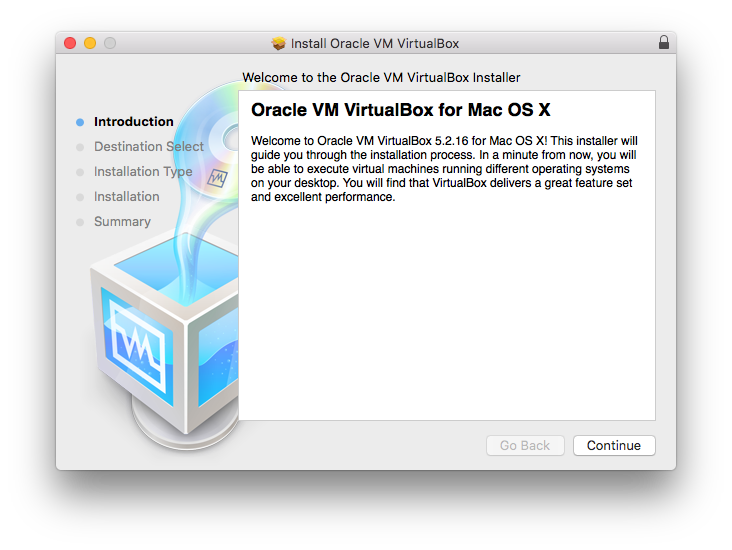 Install Oracle VM VirtualBox
Welcome to the Oracle VM VirtualBox Installer
Introduction
Destination Select
Installation Type
Installation
Summary
Oracle VM VirtualBox for Mac OS X
Welcome to Oracle VM VirtualBox 5.2.16 for Mac OS X! This installer will
guide you through the installation process. In a minute from now, you will
be able to execute virtual machines running different operating systems
on your desktop. You will find that VirtualBox delivers a great feature set
and excellent performance.
VM
VM
Go Back
Continue